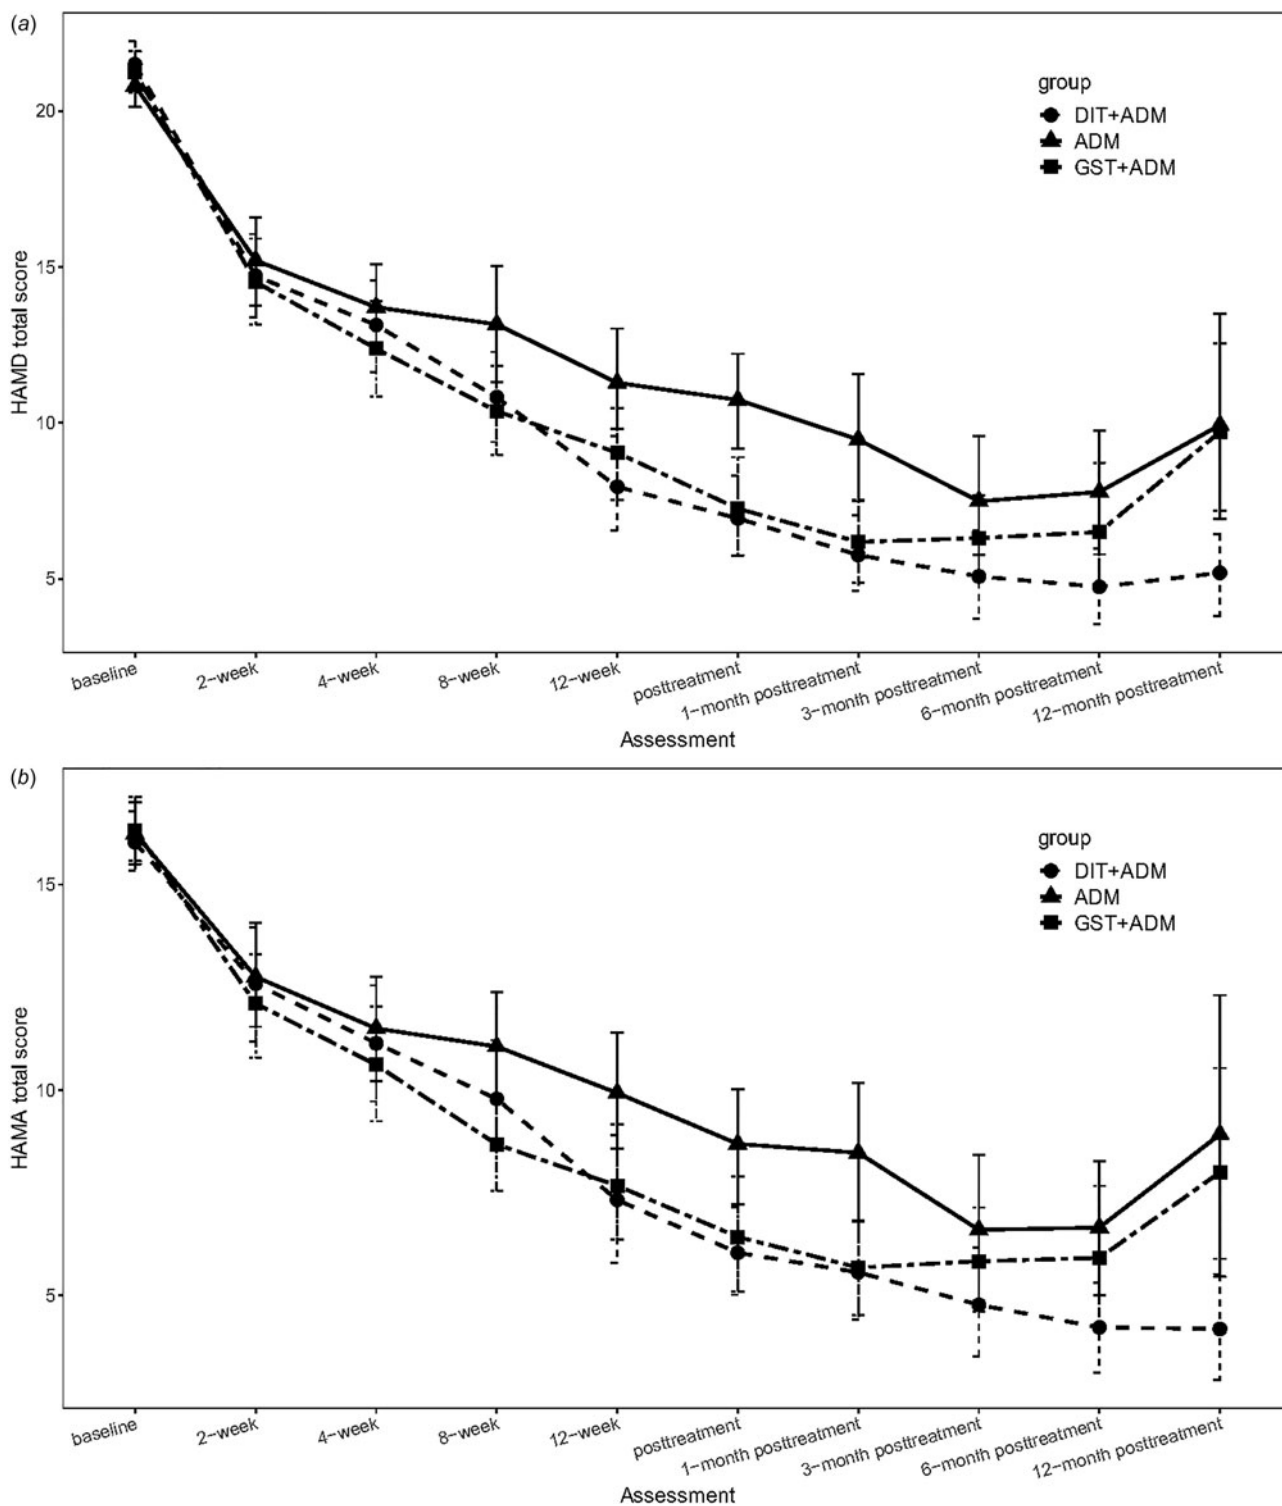 (a)
HAMD total score
20
15
10
5
group
DIT+ADM
ADM
GST+ADM
baseline
2−week
4−week
8−week
12−week
posttreatment
1−month posttreatment
3−month posttreatment
6−month posttreatment
12−month posttreatment
Assessment
(b)
HAMA total score
15
10
5
group
DIT+ADM
ADM
GST+ADM
baseline
2−week
4−week
8−week
12−week
posttreatment
1−month posttreatment
3−month posttreatment
6−month posttreatment
12−month posttreatment
Assessment